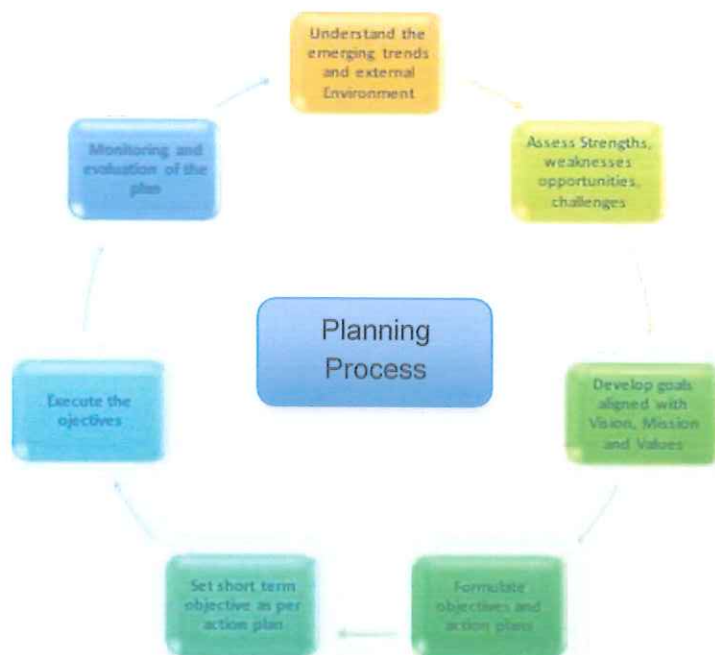 Understand the
emerging trends
and external
Environment
Assess Strengths,
weaknesses
opportunities,
challenges
Develop goals
aligned with
Vision, Mission
and Values
Formulate
objectives and
action plans
Set short term
objective as per
action plan
Execute the
ojectives
Monitoring and
evaluation of the
plan
Planning
Process